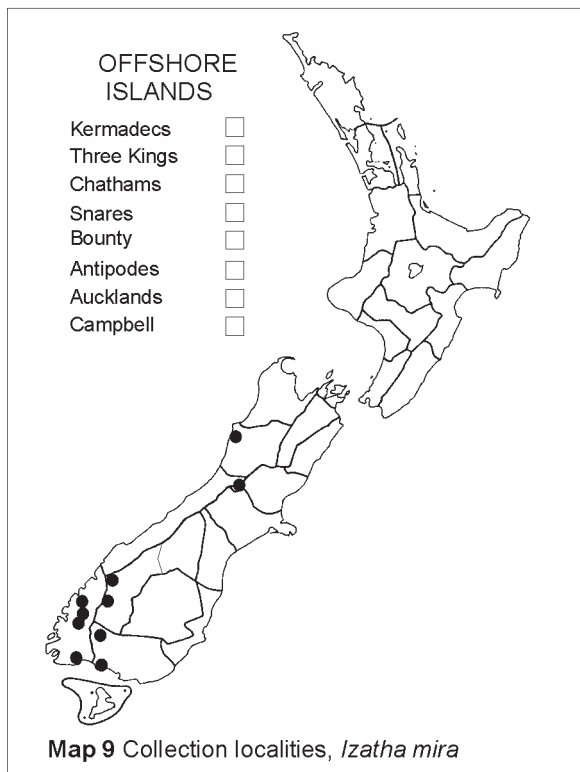 OFFSHORE
ISLANDS
Kermadecs
Three Kings
Chathams
Snares
Bounty
Antipodes
Aucklands
Campbell
Map 9 Collection localities, Izatha mira